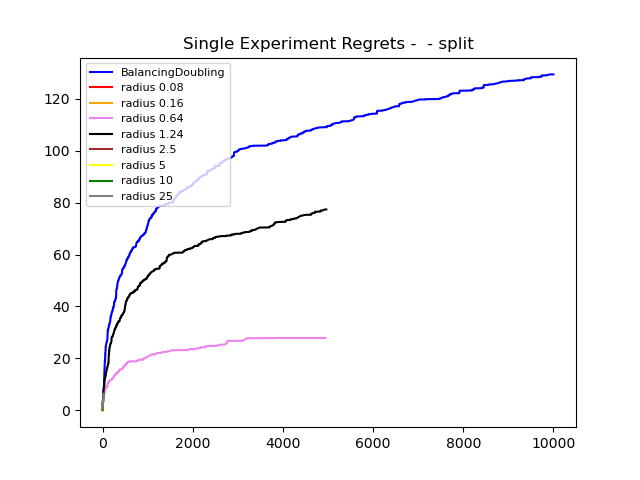 Single Experiment Regrets -  - split
BalancingDoubling
radius 0.08
radius 0.16
radius 0.64
radius 1.24
radius 2.5
radius 5
radius 10
radius 25
120
100
80
60
40
20
0
0 2000 4000 6000 8000 10000